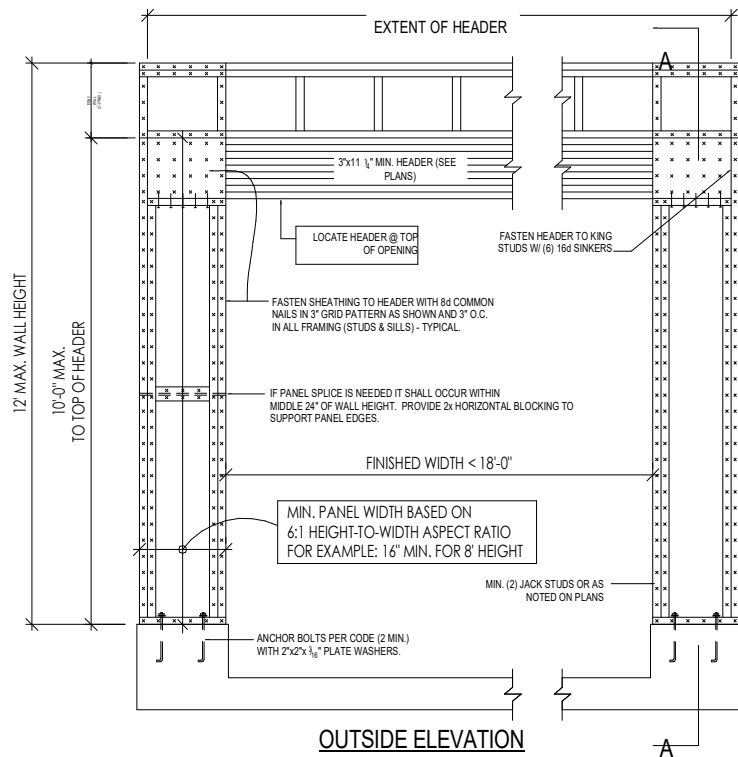 EXTENT OF HEADER
A
3"x11 ¼" MIN. HEADER (SEE
PLANS)
LOCATE HEADER @ TOP
OF OPENING
FASTEN HEADER TO KING
STUDS W/ (6) 16d SINKERS
12' MAX. WALL HEIGHT
10'-0" MAX.
TO TOP OF HEADER
FASTEN SHEATHING TO HEADER WITH 8d COMMON
NAILS IN 3" GRID PATTERN AS SHOWN AND 3" O.C.
IN ALL FRAMING (STUDS & SILLS) - TYPICAL.
IF PANEL SPLICE IS NEEDED IT SHALL OCCUR WITHIN
MIDDLE 24" OF WALL HEIGHT. PROVIDE 2x HORIZONTAL BLOCKING TO
SUPPORT PANEL EDGES.
FINISHED WIDTH < 18'-0"
MIN. PANEL WIDTH BASED ON
6:1 HEIGHT-TO-WIDTH ASPECT RATIO
FOR EXAMPLE: 16" MIN. FOR 8' HEIGHT
MIN. (2) JACK STUDS OR AS
NOTED ON PLANS
ANCHOR BOLTS PER CODE (2 MIN.)
WITH 2"x2"x 3/16" PLATE WASHERS.
OUTSIDE ELEVATION
A